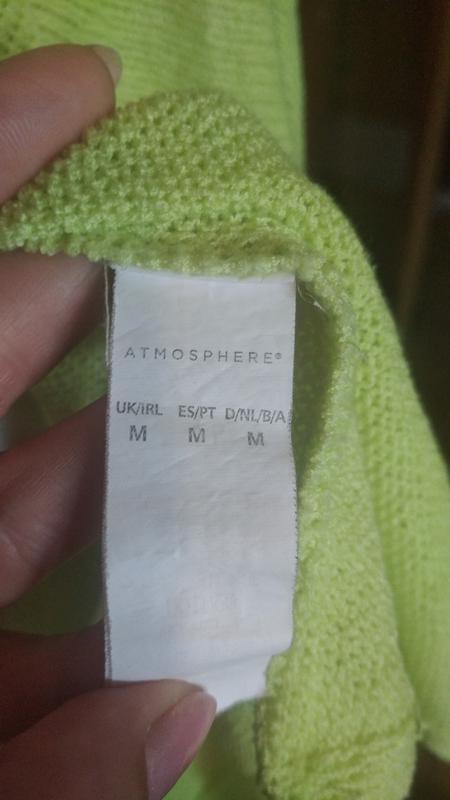 ATMOSPHERE®
UK/IRL ES/PT D/NL/B/A
M M M